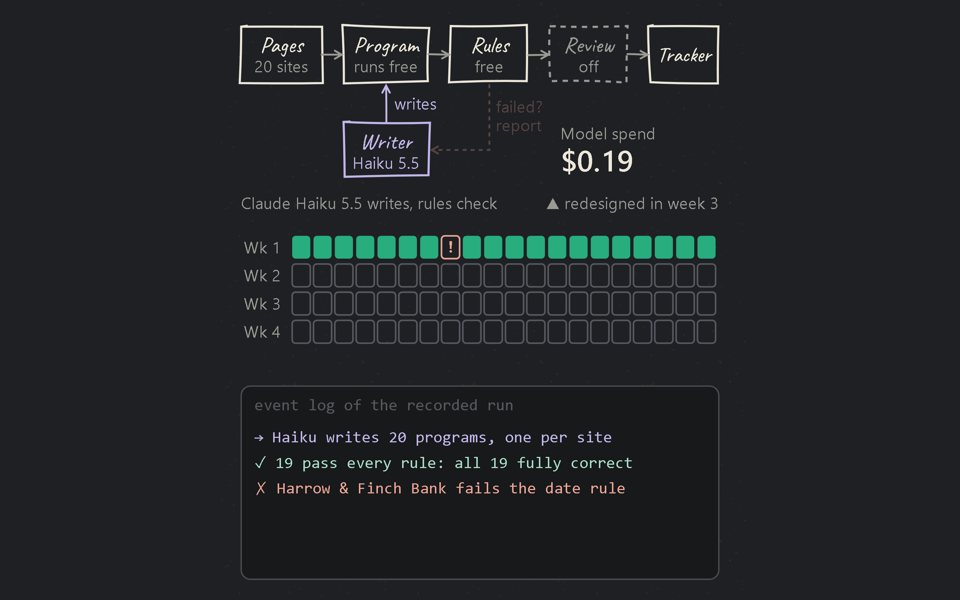 Pages
20 sites
Program
runs free
Rules
free
Review
off
Tracker
writes
failed?
report
Writer
Haiku 5.5
Model spend
$0.19
Claude Haiku 5.5 writes, rules check
▲ redesigned in week 3
Wk 1
!
Wk 2
Wk 3
Wk 4
event log of the recorded run
→ Haiku writes 20 programs, one per site
✓ 19 pass every rule: all 19 fully correct
✗ Harrow & Finch Bank fails the date rule